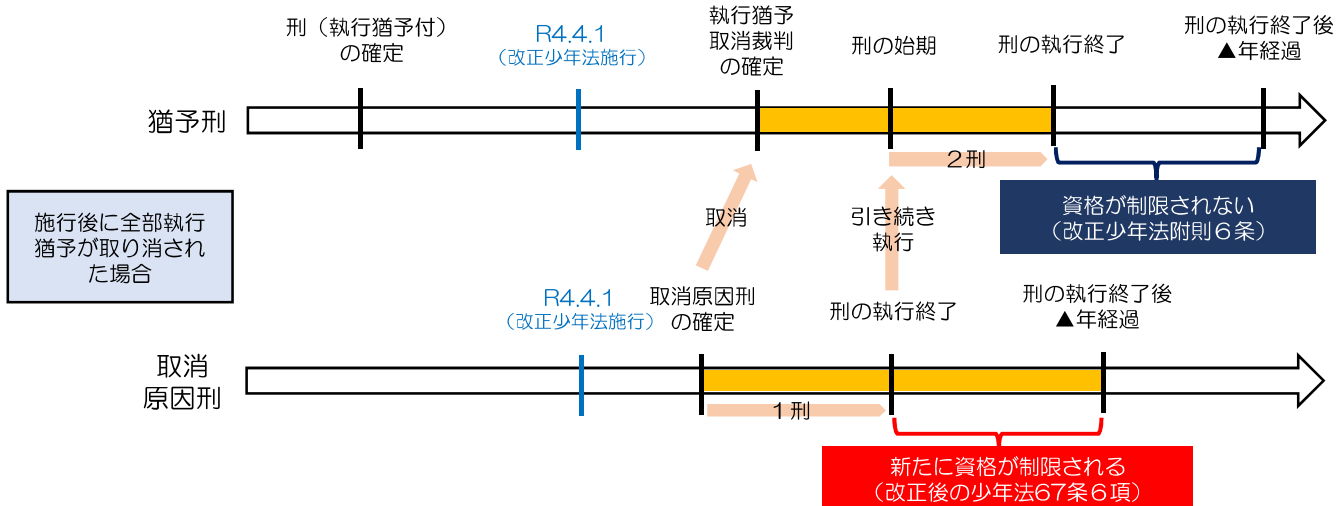 刑（執行猶予付）
の確定
R4.4.1
（改正少年法施行）
執行猶予
取消裁判
の確定
刑の始期
刑の執行終了
刑の執行終了後
▲年経過
猶予刑
２刑
施行後に全部執行
猶予が取り消され
た場合
取消
引き続き
執行
資格が制限されない
（改正少年法附則６条）
R4.4.1
（改正少年法施行）
取消原因刑
の確定
刑の執行終了
刑の執行終了後
▲年経過
取消
原因刑
１刑
新たに資格が制限される
（改正後の少年法67条６項）